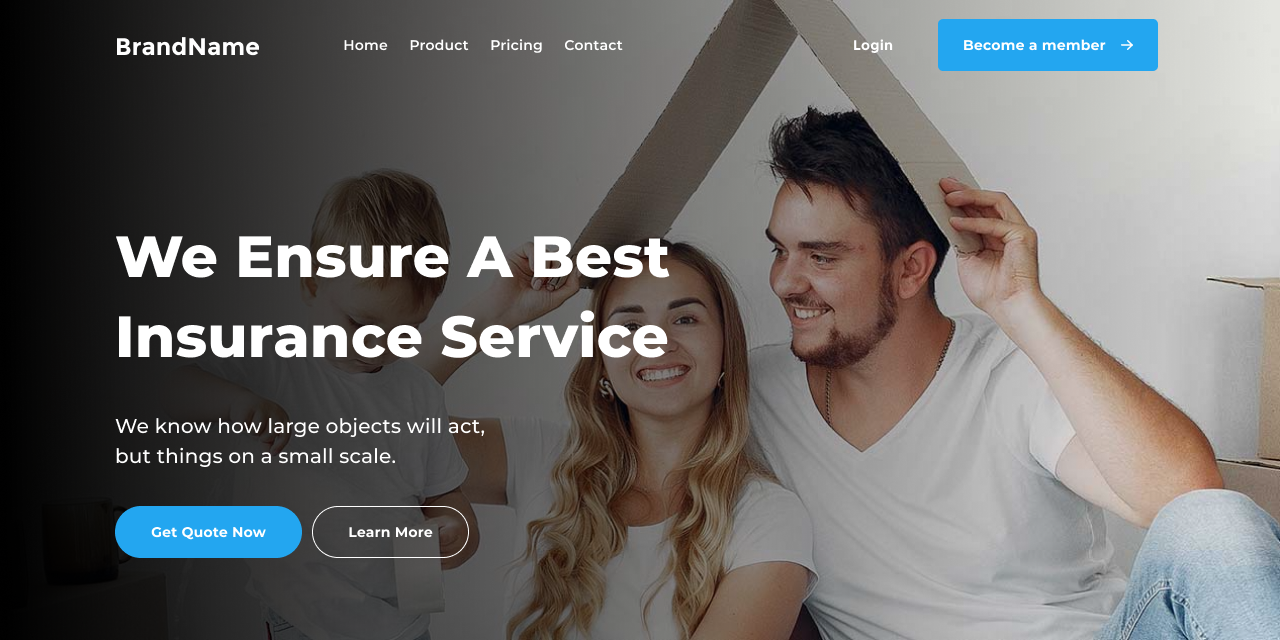 BrandName
Home Product Pricing Contact
Login
Become a member
We Ensure A Best
Insurance Service
We know how large objects will act,
but things on a small scale.
Get Quote Now
Learn More